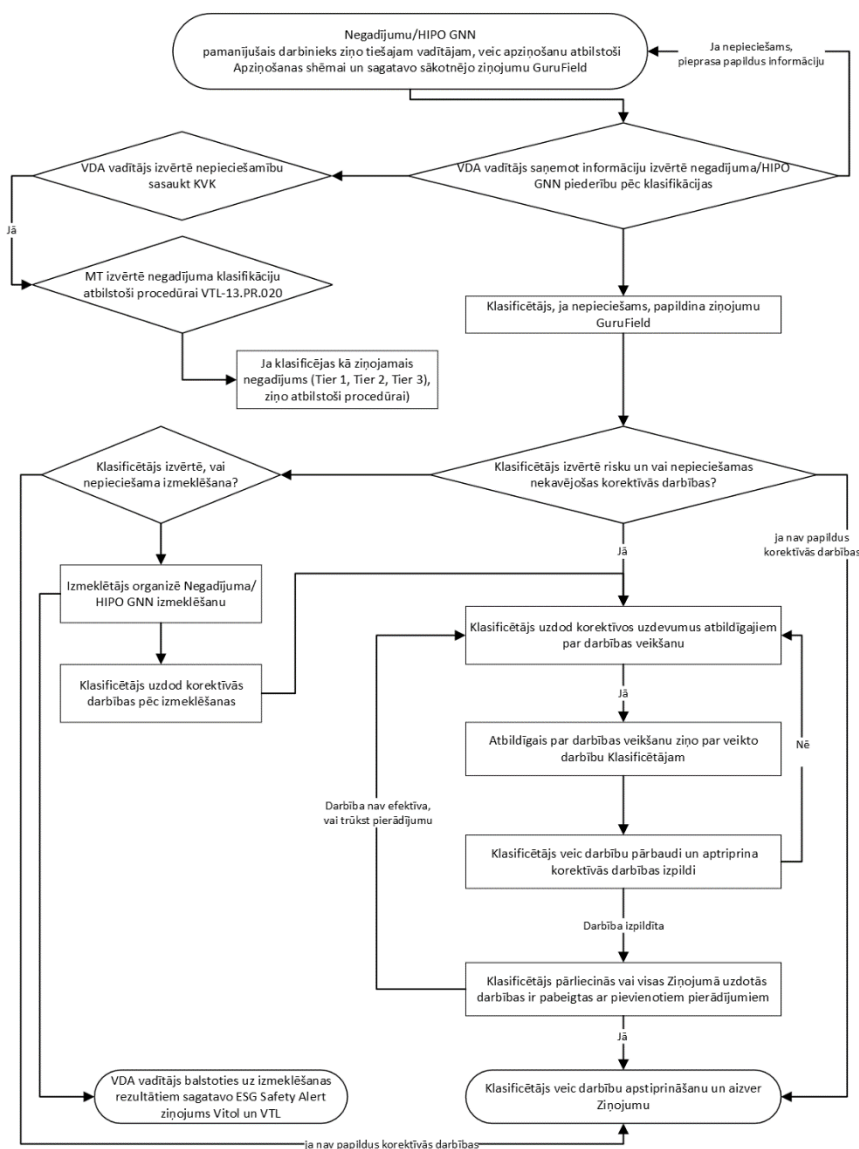 Negadījumu/HIPO GNN
pamanījušais darbinieks ziņo tiešajam vadītājam, veic apziņošanu atbilstoši
Apziņošanas shēmai un sagatavo sākotnējo ziņojumu GuruField
Ja nepieciešams,
pieprasa papildus informāciju
VDA vadītājs izvērtē nepieciešamību
sasaukt KVK
VDA vadītājs saņemot informāciju izvērtē negadījuma/HIPO
GNN piederību pēc klasifikācijas
Jā
MT izvērtē negadījuma klasifikāciju
atbilstoši procedūrai VTL-13.PR.020
Klasificētājs, ja nepieciešams, papildina ziņojumu
GuruField
Ja klasificējas kā ziņojamais
negadījums (Tier 1, Tier 2, Tier 3),
ziņo atbilstoši procedūrai)
Klasificētājs izvērtē, vai
nepieciešama izmeklēšana?
Klasificētājs izvērtē risku un vai nepieciešamas
nekavējošas korektīvās darbības?
ja nav papildus
korektīvās darbības
Jā
Izmeklētājs organizē Negadījuma/
HIPO GNN izmeklēšanu
Klasificētājs uzdod korektīvos uzdevumus atbildīgajiem
par darbības veikšanu
Klasificētājs uzdod korektīvās
darbības pēc izmeklēšanas
Jā
Atbildīgais par darbības veikšanu ziņo par veikto
darbību Klasificētājam
Nē
Darbība nav efektīva,
vai trūkst pierādījumu
Klasificētājs veic darbību pārbaudi un aptriprina
korektīvās darbības izpildi
Darbība izpildīta
Klasificētājs pārliecinās vai visas Ziņojumā uzdotās
darbības ir pabeigtas ar pievienotiem pierādījumiem
Jā
VDA vadītājs balstoties uz izmeklēšanas
rezultātiem sagatavo ESG Safety Alert
ziņojums Vitol un VTL
Klasificētājs veic darbību apstiprināšanu un aizver
Ziņojumu
ja nav papildus korektīvās darbības